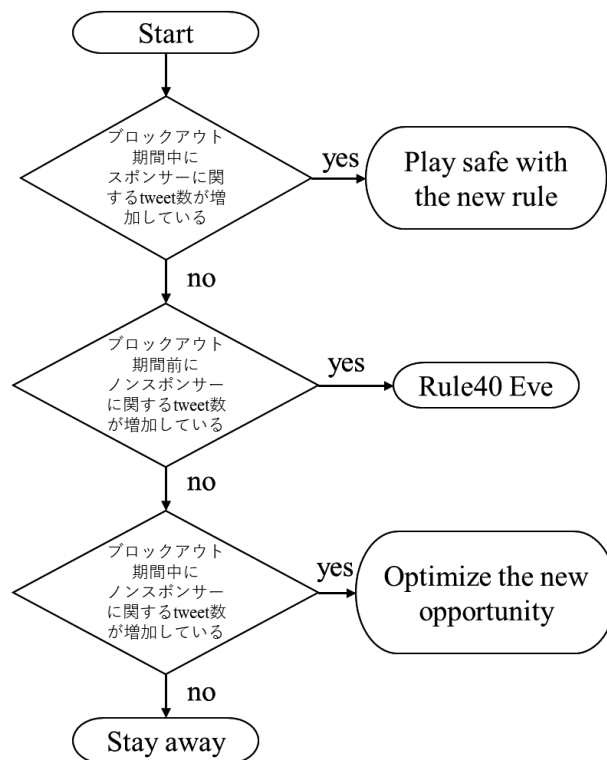 Start
ブロックアウト
期間中に
スポンサーに関
するtweet数が増
加している
yes
Play safe with
the new rule
no
ブロックアウト
期間前に
ノンスポンサー
に関するtweet数
が増加している
yes
Rule40 Eve
no
ブロックアウト
期間中に
ノンスポンサー
に関するtweet数
が増加している
yes
Optimize the new
opportunity
no
Stay away